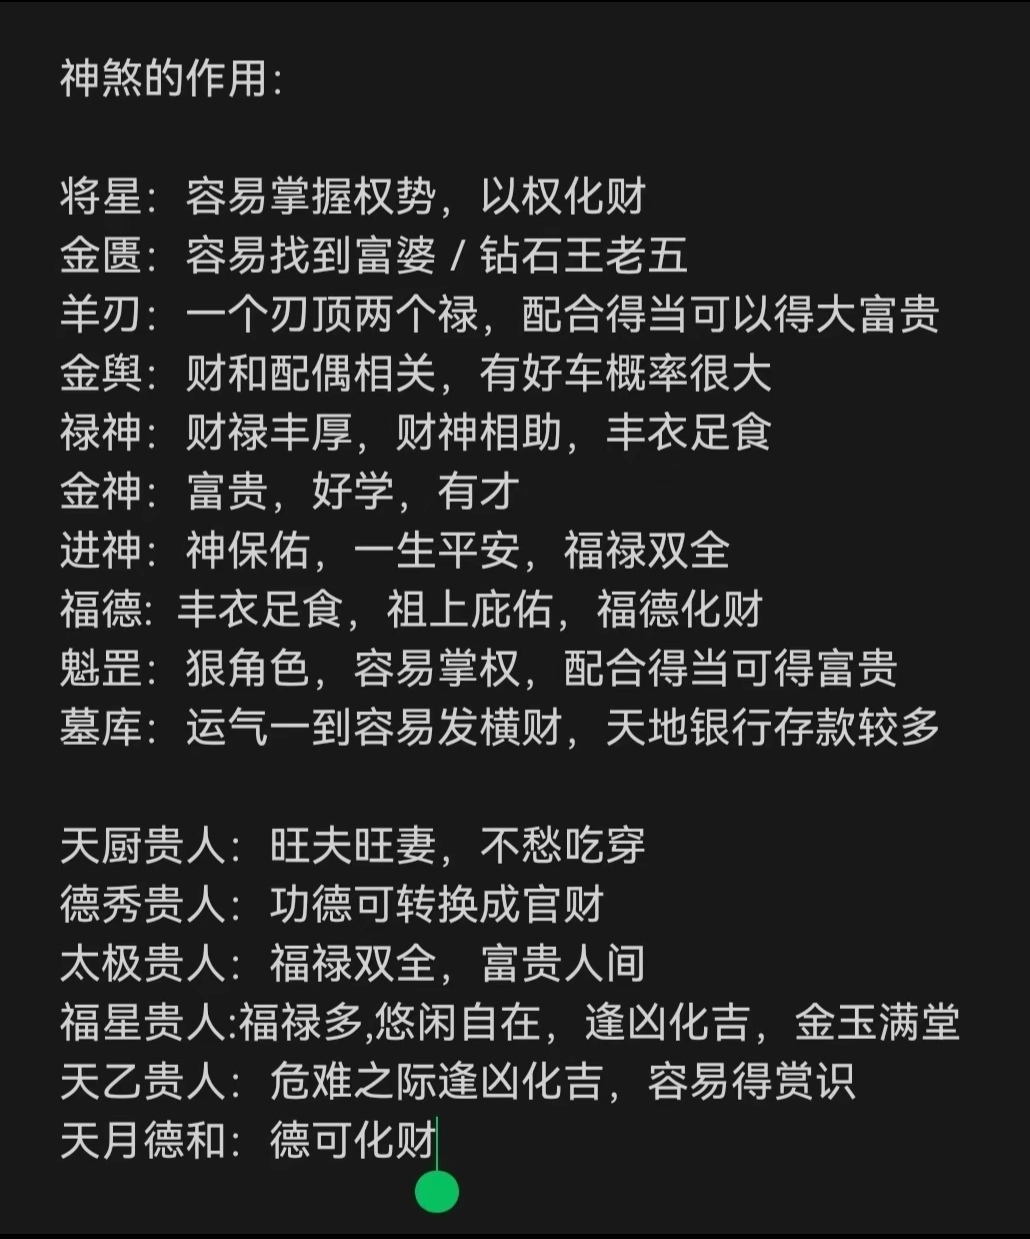 神煞的作用：
将星：容易掌握权势，以权化财
金匮：容易找到富婆 / 钻石王老五
羊刃：一个刃顶两个禄，配合得当可以得大富贵
金舆：财和配偶相关，有好车概率很大
禄神：财禄丰厚，财神相助，丰衣足食
金神：富贵，好学，有才
进神：神保佑，一生平安，福禄双全
福德: 丰衣足食，祖上庇佑，福德化财
魁罡：狠角色，容易掌权，配合得当可得富贵
墓库：运气一到容易发横财，天地银行存款较多
天厨贵人：旺夫旺妻，不愁吃穿
德秀贵人：功德可转换成官财
太极贵人：福禄双全，富贵人间
福星贵人:福禄多,悠闲自在，逢凶化吉，金玉满堂
天乙贵人：危难之际逢凶化吉，容易得赏识
天月德和：德可化财